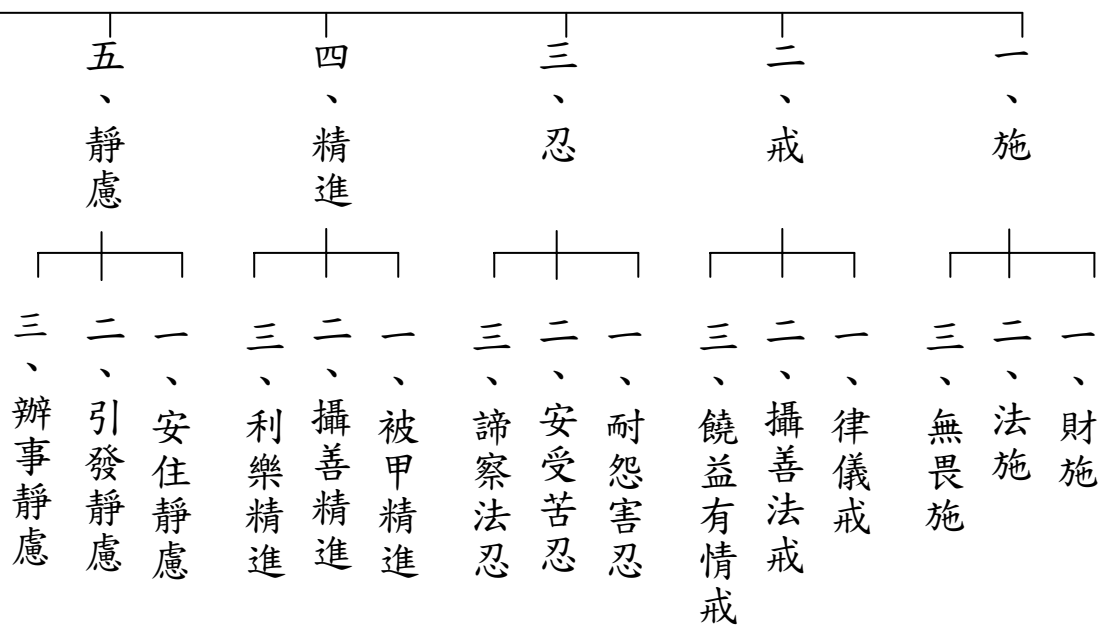 一、施
二、戒
三、忍
四、精進
五、靜慮
一、財施
二、法施
三、無畏施
一、律儀戒
二、攝善法戒
三、饒益有情戒
一、耐怨害忍
二、安受苦忍
三、諦察法忍
一、被甲精進
二、攝善精進
三、利樂精進
一、安住靜慮
二、引發靜慮
三、辦事靜慮